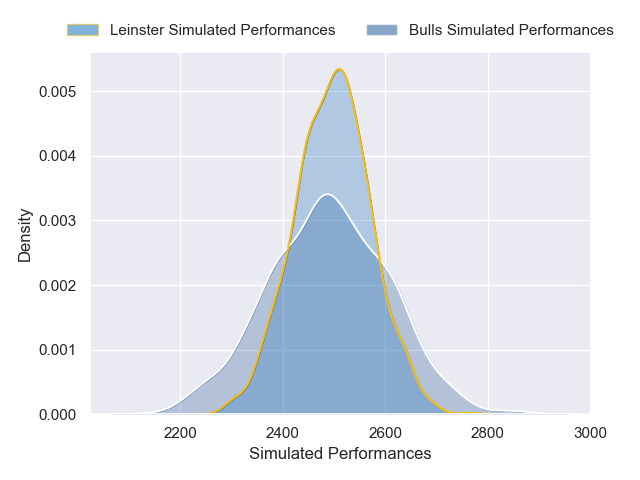 Leinster Simulated Performances Bulls Simulated Performances
0.005
0.004
0.003
0.002
0.001
0.000
Density
2200 2400 2600 2800 3000
Simulated Performances